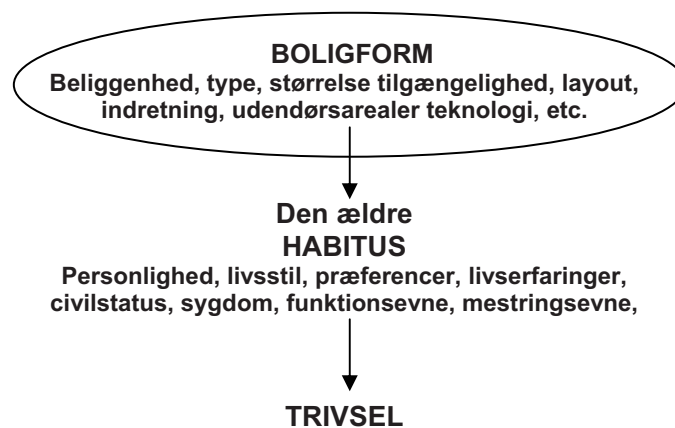 BOLIGFORM
Beliggenhed, type, størrelse tilgængelighed, layout,
indretning, udendørsarealer teknologi, etc.
Den ældre
HABITUS
Personlighed, livsstil, præferencer, livserfaringer,
civilstatus, sygdom, funktionsevne, mestringsevne,
TRIVSEL